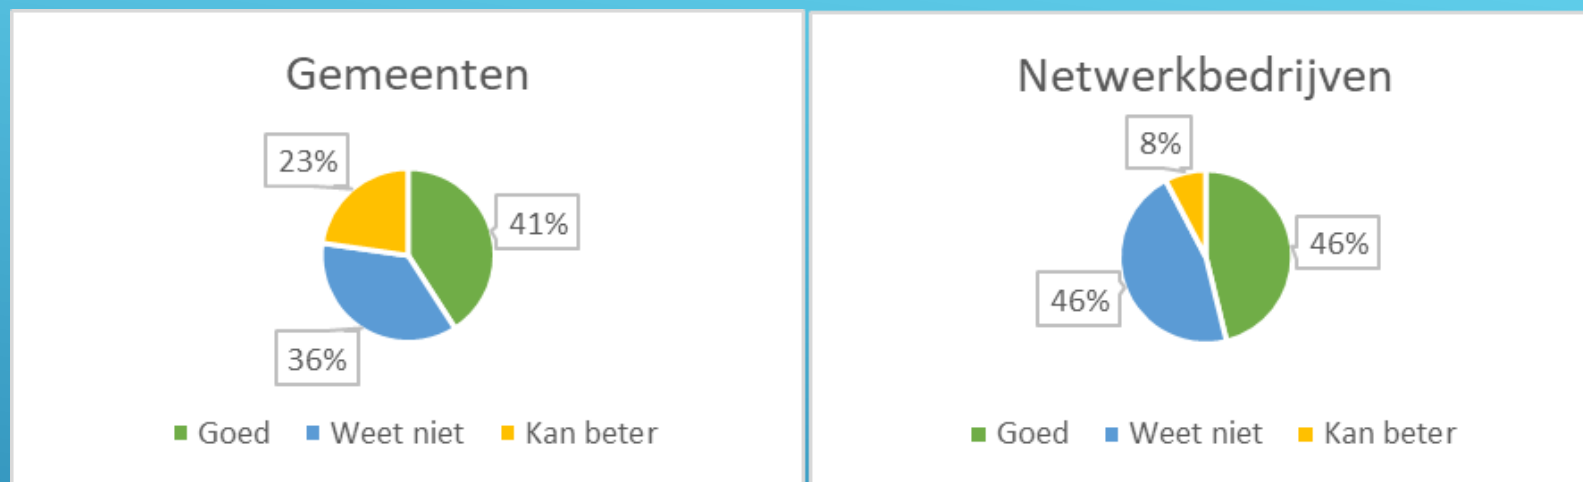 Gemeenten
23%
41%
36%
Goed Weet niet Kan beter
Netwerkbedrijven
8%
46%
46%
Goed Weet niet Kan beter